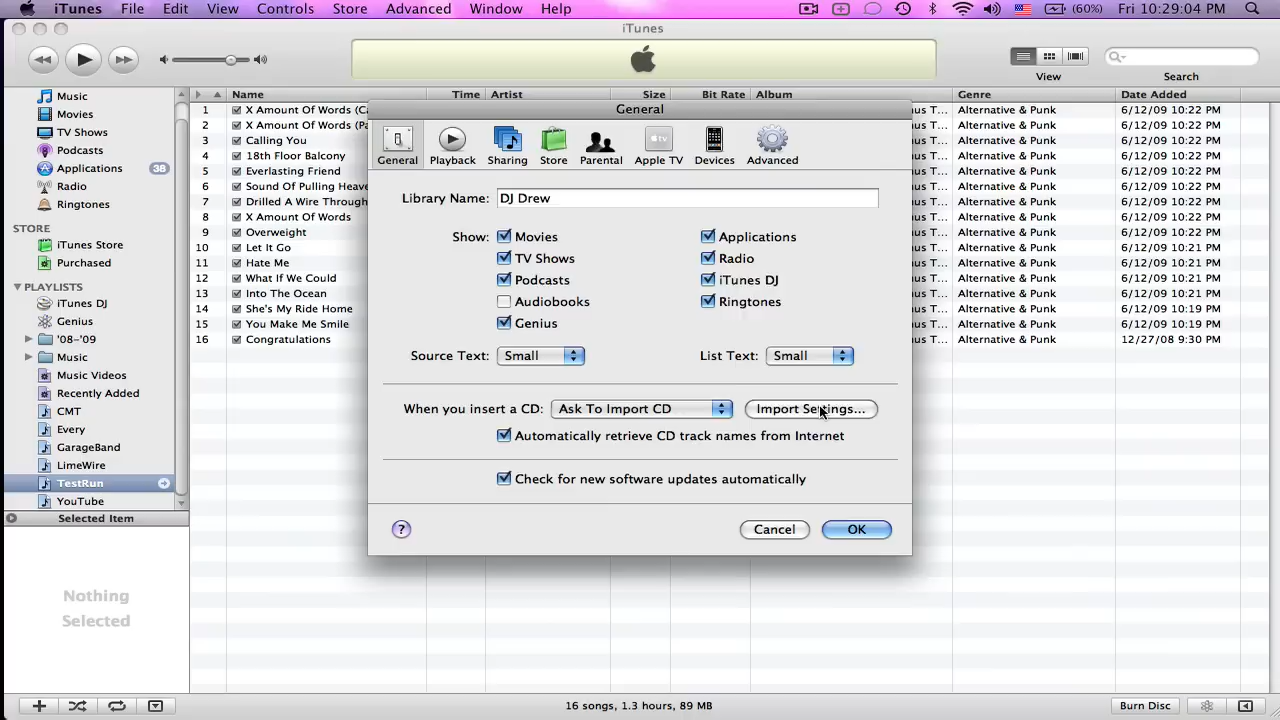 iTunes File Edit View Controls Store Advanced Window Help (60%) Fri 10:29:04 PM
iTunes
View Search
Name Time Artist Size Bit Rate Album Genre Date Added
Music
Movies
TV Shows
Podcasts
Applications 38
Radio
Ringtones
STORE
iTunes Store
Purchased
PLAYLISTS
iTunes DJ
Genius
'08-'09
Music
Music Videos
Recently Added
CMT
Every
GarageBand
LimeWire
TestRun
YouTube
Selected Item
Nothing
Selected
1 X Amount Of Words (Ca Alternative & Punk 6/12/09 10:22 PM
2 X Amount Of Words (Pa Alternative & Punk 6/12/09 10:22 PM
3 Calling You us T... Alternative & Punk 6/12/09 10:22 PM
4 18th Floor Balcony us T... Alternative & Punk 6/12/09 10:22 PM
5 Everlasting Friend us T... Alternative & Punk 6/12/09 10:22 PM
6 Sound Of Pulling Heave us T... Alternative & Punk 6/12/09 10:22 PM
7 Drilled A Wire Through us T... Alternative & Punk 6/12/09 10:22 PM
8 X Amount Of Words us T... Alternative & Punk 6/12/09 10:22 PM
9 Overweight us T... Alternative & Punk 6/12/09 10:22 PM
10 Let It Go us T... Alternative & Punk 6/12/09 10:21 PM
11 Hate Me us T... Alternative & Punk 6/12/09 10:21 PM
12 What If We Could us T... Alternative & Punk 6/12/09 10:21 PM
13 Into The Ocean us T... Alternative & Punk 6/12/09 10:21 PM
14 She's My Ride Home us T... Alternative & Punk 6/12/09 10:19 PM
15 You Make Me Smile us T... Alternative & Punk 6/12/09 10:19 PM
16 Congratulations us T... Alternative & Punk 12/27/08 9:30 PM
General
General Playback Sharing Store Parental Apple TV Devices Advanced
Library Name: DJ Drew
Show: Movies Applications
TV Shows Radio
Podcasts iTunes DJ
Audiobooks Ringtones
Genius
Source Text: Small List Text: Small
When you insert a CD: Ask To Import CD Import Settings...
Automatically retrieve CD track names from Internet
Check for new software updates automatically
? Cancel OK
16 songs, 1.3 hours, 89 MB Burn Disc